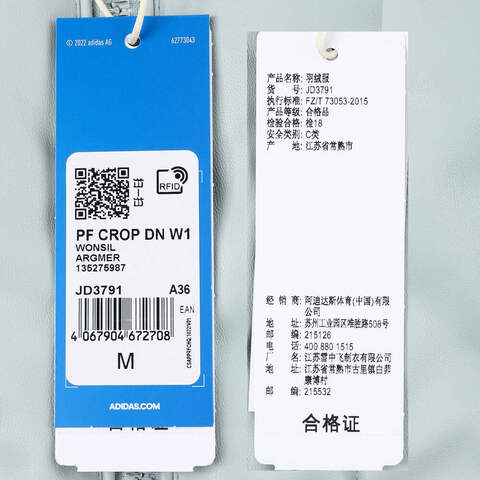 ©2022 adidas AG
62773043
RFID
PF CROP DN W1
WONSIL
ARGMER
135275987
JD3791 A36
EAN
4 067904 672708
M
ADIDAS.COM
合格证
产品名称: 羽绒服
货 号: JD3791
执行标准: FZ/T 73053-2015
产品等级: 合格品
检验合格: 检18
安全类别: C类
产 地: 江苏省常熟市
经 销 商: 阿迪达斯体育(中国)有限
公司
地 址: 苏州工业园区唯胜路508号
邮 编: 215126
电 话: 400 880 1515
厂 商: 江苏雪中飞制衣有限公司
地 址: 江苏省常熟市古里镇白茆
康博村
邮 编: 215532
合格证